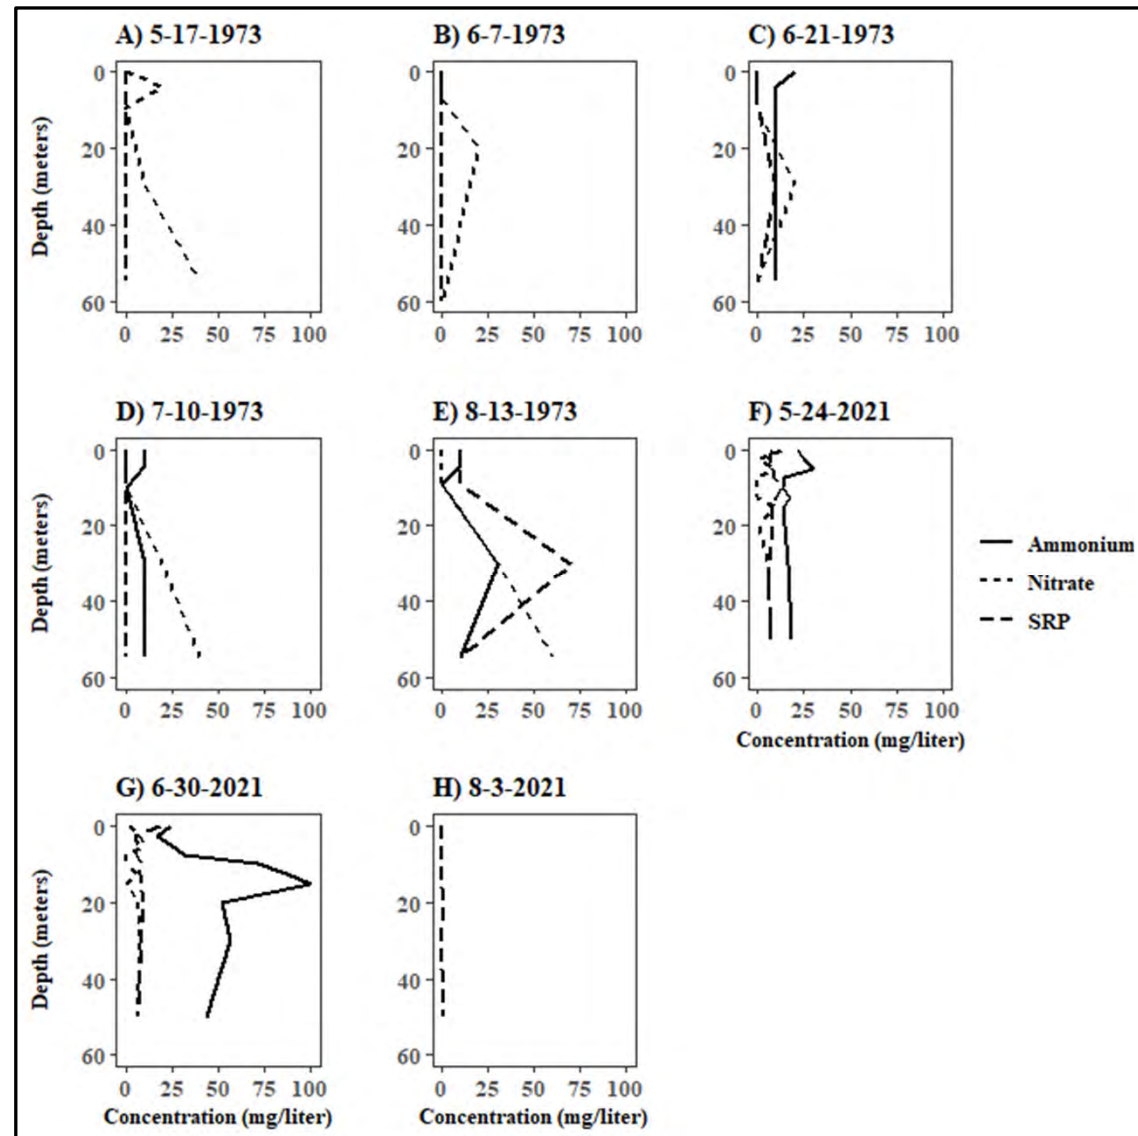 A) 5-17-1973
B) 6-7-1973
C) 6-21-1973
Depth (meters)
0
20
40
60
0
20
40
60
0
20
40
60
0 25 50 75 100
0 25 50 75 100
0 25 50 75 100
D) 7-10-1973
E) 8-13-1973
F) 5-24-2021
Depth (meters)
0
20
40
60
0
20
40
60
0
20
40
60
0 25 50 75 100
0 25 50 75 100
0 25 50 75 100
Concentration (mg/liter)
Ammonium
Nitrate
SRP
G) 6-30-2021
H) 8-3-2021
Depth (meters)
0
20
40
60
0
20
40
60
0 25 50 75 100
0 25 50 75 100
Concentration (mg/liter)
Concentration (mg/liter)